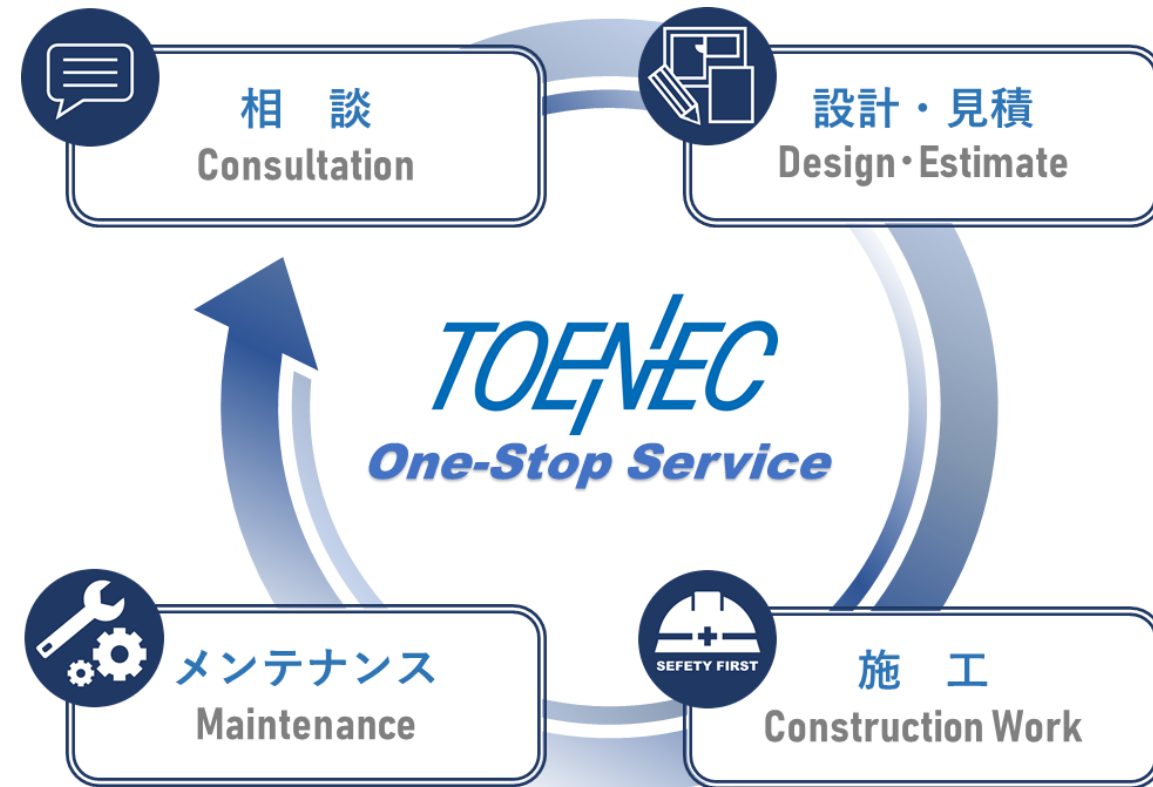 相　談
Consultation
設計・見積
Design・Estimate
TOENEC
One-Stop Service
メンテナンス
Maintenance
SEFETY FIRST
施　工
Construction Work